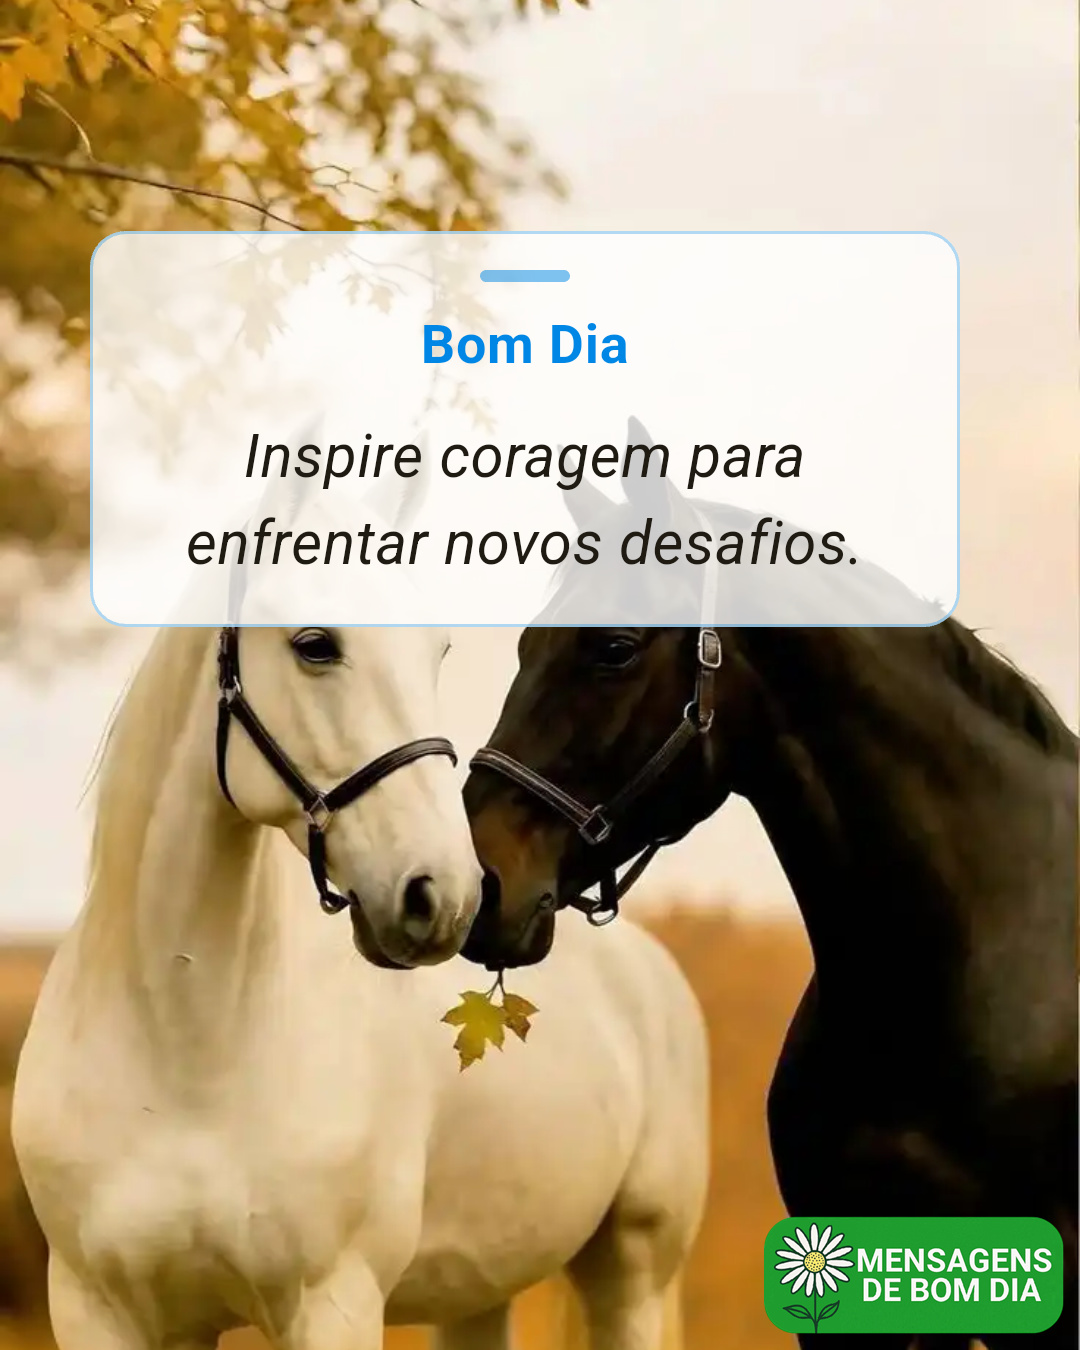 Bom Dia
Inspire coragem para
enfrentar novos desafios.
MENSAGENS
DE BOM DIA